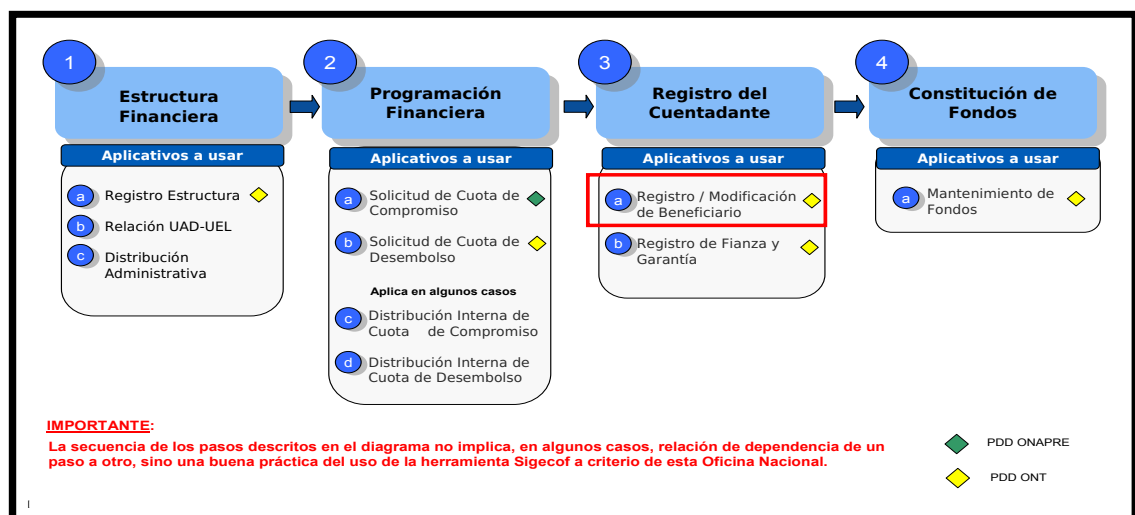 1
Estructura
Financiera
Aplicativos a usar
a Registro Estructura
b Relación UAD-UEL
c Distribución
Administrativa
2
Programación
Financiera
Aplicativos a usar
a Solicitud de Cuota de
Compromiso
b Solicitud de Cuota de
Desembolso
Aplica en algunos casos
c Distribución Interna de
Cuota de Compromiso
d Distribución Interna de
Cuota de Desembolso
3
Registro del
Cuentadante
Aplicativos a usar
a Registro / Modificación
de Beneficiario
b Registro de Fianza y
Garantía
4
Constitución de
Fondos
Aplicativos a usar
a Mantenimiento de
Fondos
IMPORTANTE:
La secuencia de los pasos descritos en el diagrama no implica, en algunos casos, relación de dependencia de un
paso a otro, sino una buena práctica del uso de la herramienta Sigecof a criterio de esta Oficina Nacional.
PDD ONAPRE
PDD ONT